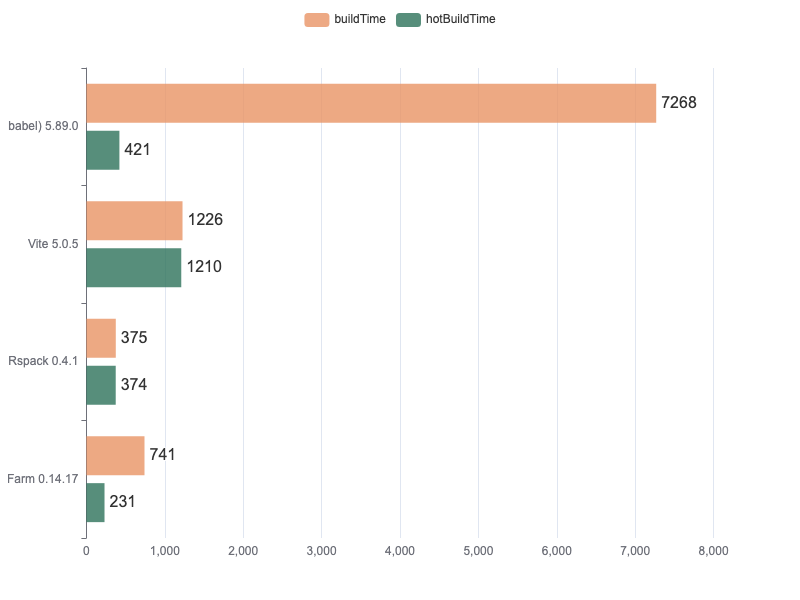 buildTime hotBuildTime
7268
babel) 5.89.0
421
1226
Vite 5.0.5
1210
375
Rspack 0.4.1
374
741
Farm 0.14.17
231
0 1,000 2,000 3,000 4,000 5,000 6,000 7,000 8,000